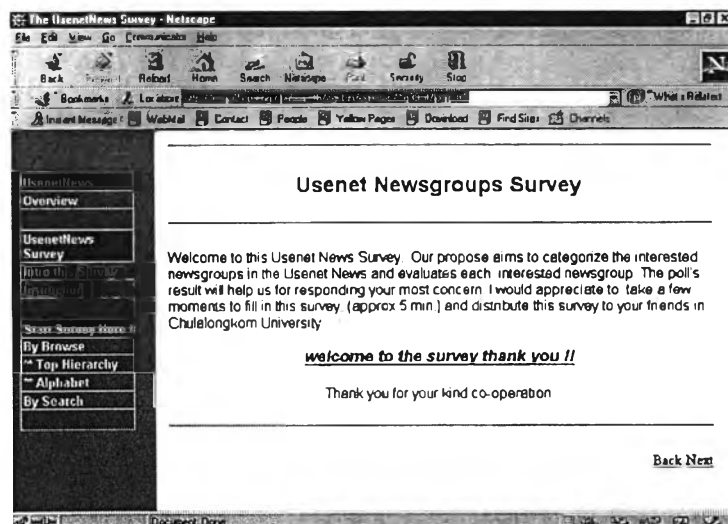 The UsenetNews Survey - Netscape
File Edit View Go Communicator Help
Back Forward Reload Home Search Netscape Print Security Stop
Bookmarks Location: What's Related
Instant Message WebMail Contact People Yellow Pages Download Find Sites Channels
UsenetNews
Overview
UsenetNews
Survey
Start Survey Here
By Browse
** Top Hierarchy
** Alphabet
By Search
Usenet Newsgroups Survey
Welcome to this Usenet News Survey. Our propose aims to categorize the interested
newsgroups in the Usenet News and evaluates each interested newsgroup. The poll's
result will help us for responding your most concern. I would appreciate to take a few
moments to fill in this survey. (approx 5 min.) and distribute this survey to your friends in
Chulalongkorn University
welcome to the survey thank you !!
Thank you for your kind co-operation
Back Next
Document: Done